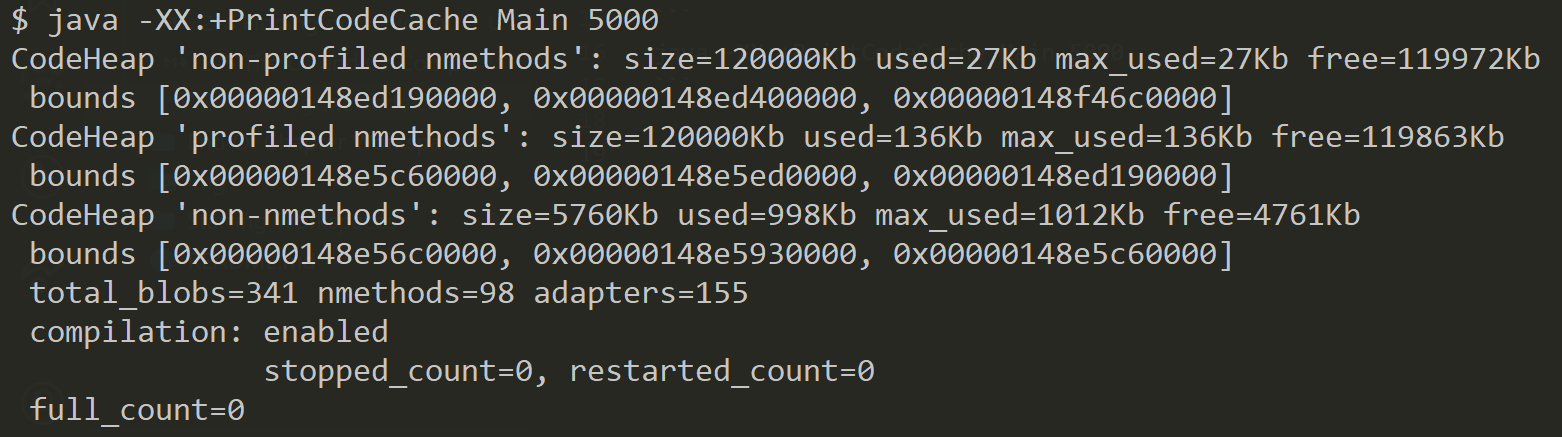 $ java -XX:+PrintCodeCache Main 5000
CodeHeap 'non-profiled nmethods': size=120000Kb used=27Kb max_used=27Kb free=119972Kb
 bounds [0x00000148ed190000, 0x00000148ed400000, 0x00000148f46c0000]
CodeHeap 'profiled nmethods': size=120000Kb used=136Kb max_used=136Kb free=119863Kb
 bounds [0x00000148e5c60000, 0x00000148e5ed0000, 0x00000148ed190000]
CodeHeap 'non-nmethods': size=5760Kb used=998Kb max_used=1012Kb free=4761Kb
 bounds [0x00000148e56c0000, 0x00000148e5930000, 0x00000148e5c60000]
 total_blobs=341 nmethods=98 adapters=155
 compilation: enabled
              stopped_count=0, restarted_count=0
 full_count=0